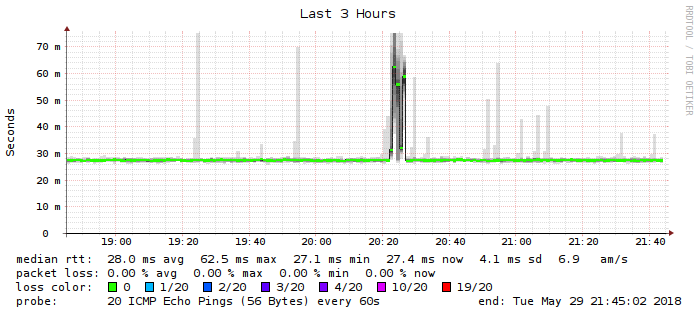 Last 3 Hours
RRDTOOL / TOBI OETIKER
Seconds
70 m
60 m
50 m
40 m
30 m
20 m
10 m
0
19:00 19:20 19:40 20:00 20:20 20:40 21:00 21:20 21:40
median rtt: 28.0 ms avg 62.5 ms max 27.1 ms min 27.4 ms now 4.1 ms sd 6.9 am/s
packet loss: 0.00 % avg 0.00 % max 0.00 % min 0.00 % now
loss color: 0 1/20 2/20 3/20 4/20 10/20 19/20
probe: 20 ICMP Echo Pings (56 Bytes) every 60s end: Tue May 29 21:45:02 2018